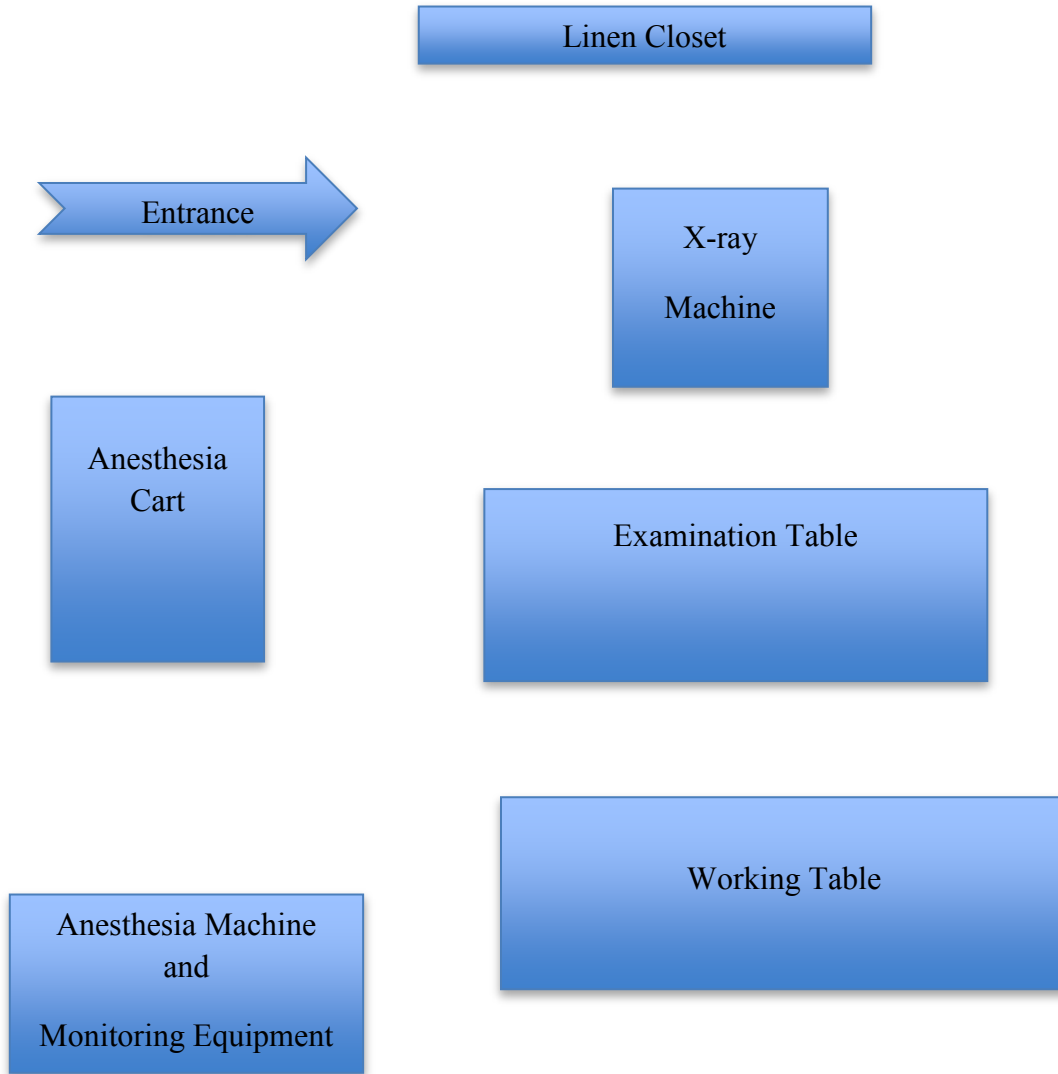 Linen Closet
Entrance
X-ray
Machine
Anesthesia
Cart
Examination Table
Working Table
Anesthesia Machine
and
Monitoring Equipment